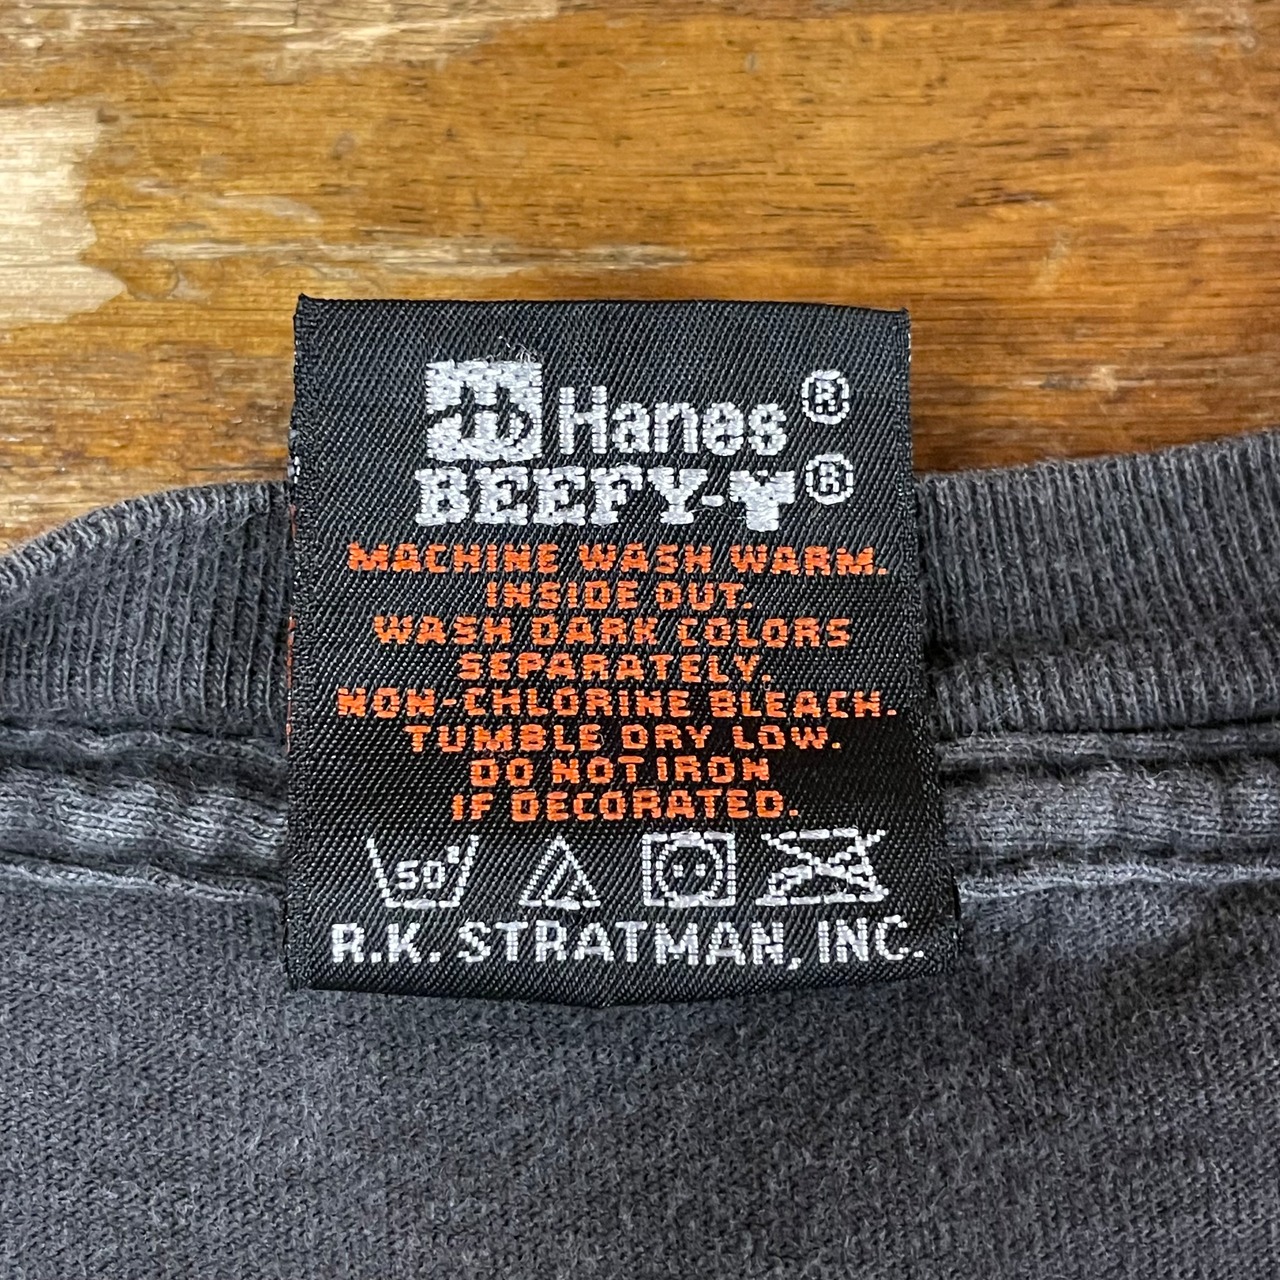 Hanes®
BEEFY-T®
MACHINE WASH WARM.
INSIDE OUT.
WASH DARK COLORS
SEPARATELY.
NON-CHLORINE BLEACH.
TUMBLE DRY LOW.
DO NOT IRON
IF DECORATED.
50°
R.K. STRATMAN, INC.